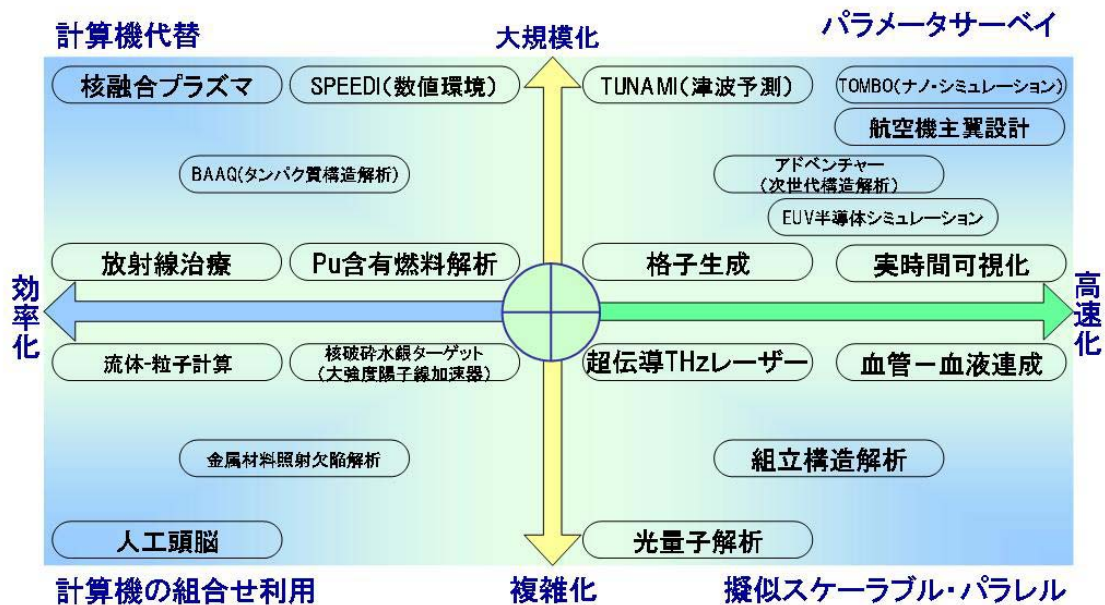 計算機代替
大規模化
パラメータサーベイ
核融合プラズマ
SPEEDI(数値環境)
TUNAMI(津波予測)
TOMBO(ナノ・シミュレーション)
航空機主翼設計
BAAQ(タンパク質構造解析)
アドベンチャー
(次世代構造解析)
EUV半導体シミュレーション
放射線治療
Pu含有燃料解析
格子生成
実時間可視化
効率化
高速化
流体-粒子計算
核破砕水銀ターゲット
(大強度陽子線加速器)
超伝導THzレーザー
血管－血液連成
金属材料照射欠陥解析
組立構造解析
人工頭脳
光量子解析
計算機の組合せ利用
複雑化
擬似スケーラブル・パラレル